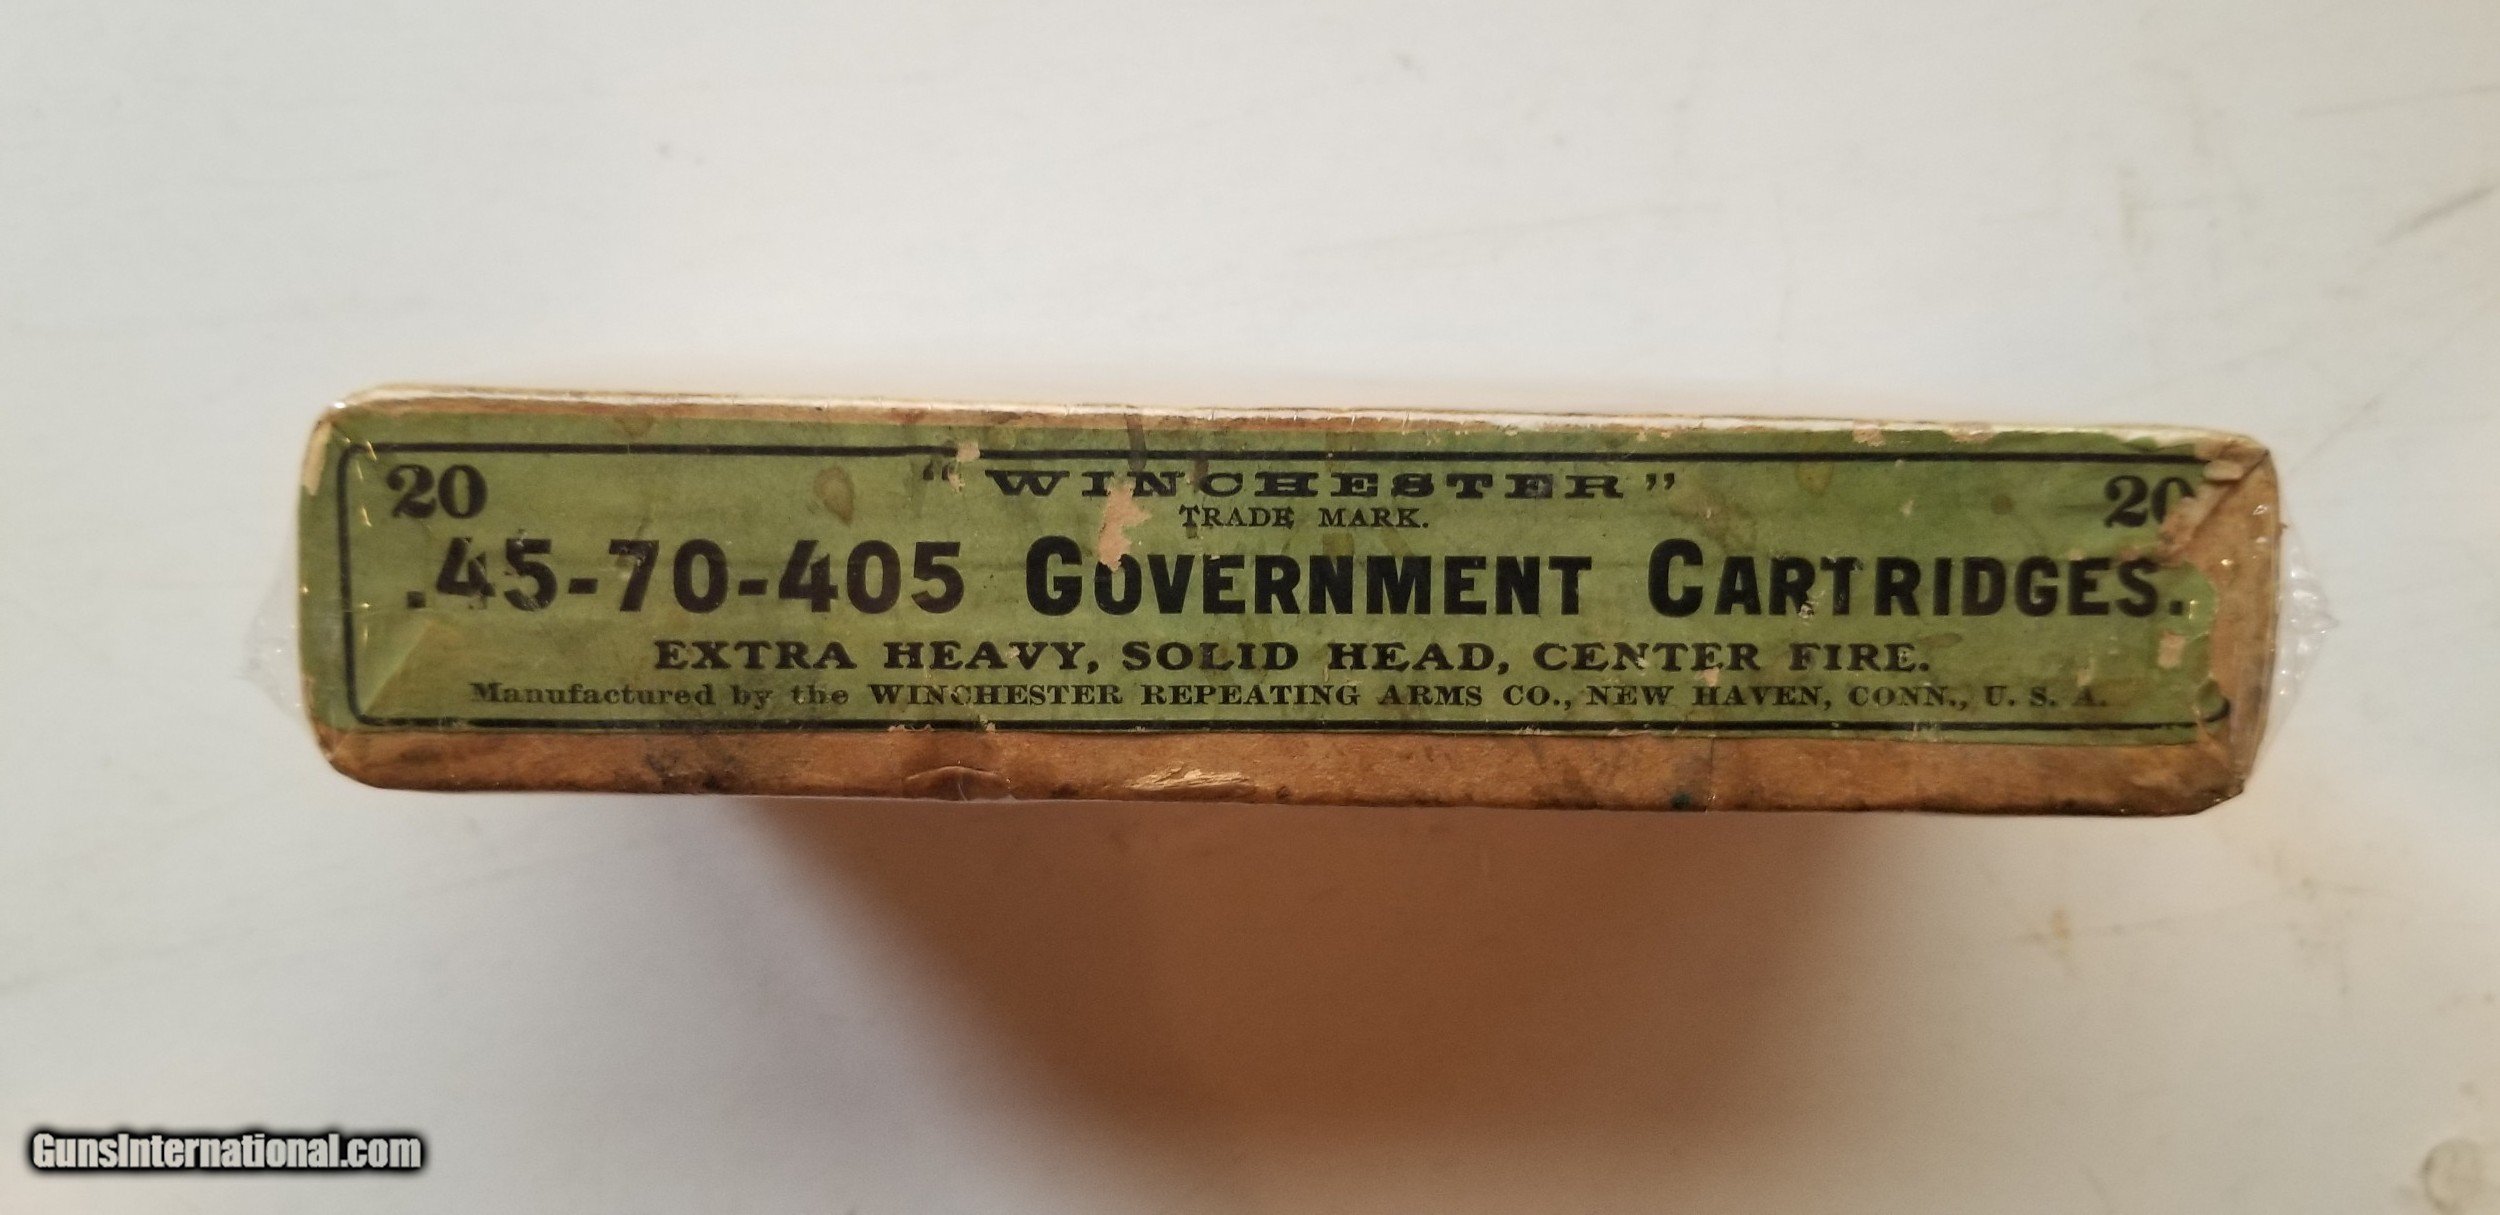 20 "WINCHESTER" 20
TRADE MARK.
.45-70-405 GOVERNMENT CARTRIDGES.
EXTRA HEAVY, SOLID HEAD, CENTER FIRE.
Manufactured by the WINCHESTER REPEATING ARMS CO., NEW HAVEN, CONN., U. S. A.
GunsInternational.com